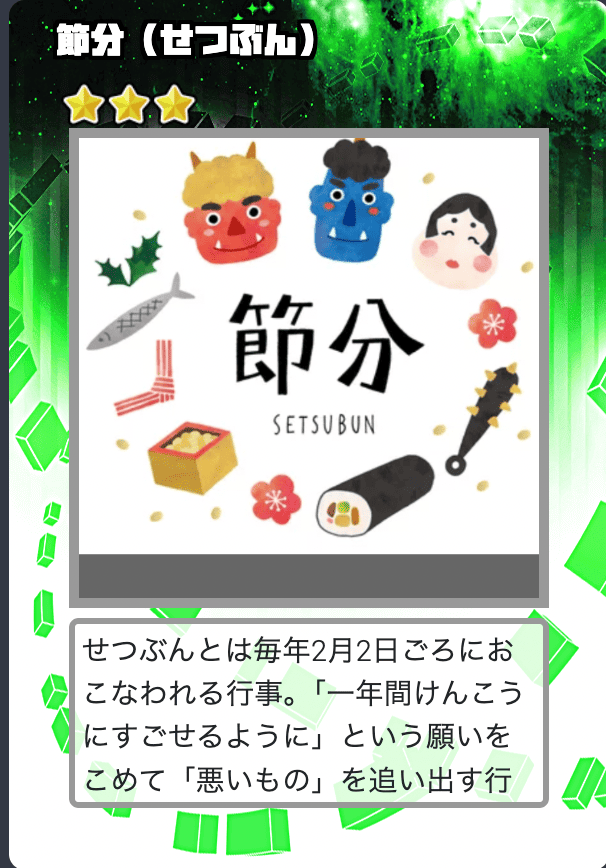 節分（せつぶん）
節分
SETSUBUN
せつぶんとは毎年2月2日ごろにお
こなわれる行事。「一年間けんこう
にすごせるように」という願いを
こめて「悪いもの」を追い出す行